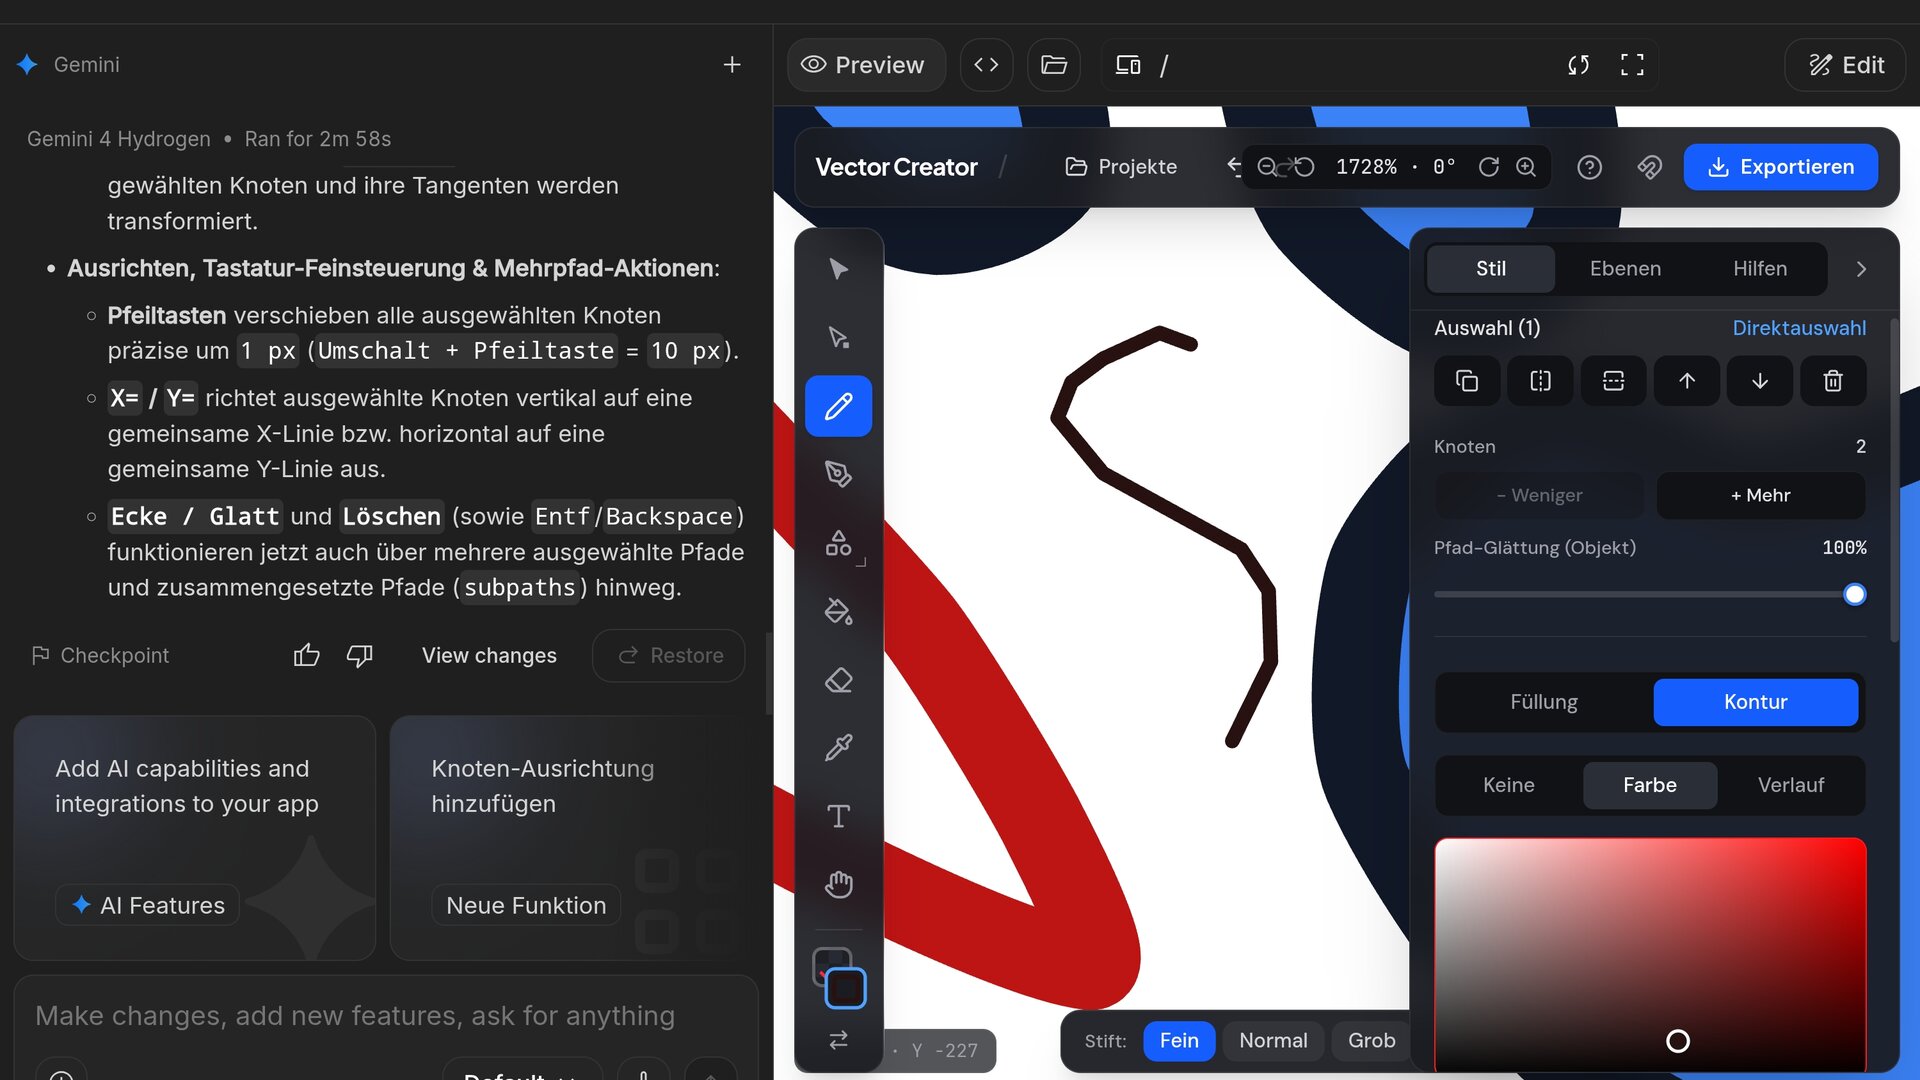 Gemini
Gemini 4 Hydrogen • Ran for 2m 58s
gewählten Knoten und ihre Tangenten werden
transformiert.
• Ausrichten, Tastatur-Feinsteuerung & Mehrpfad-Aktionen:
Pfeiltasten verschieben alle ausgewählten Knoten
präzise um 1 px (Umschalt + Pfeiltaste = 10 px).
X= / Y= richtet ausgewählte Knoten vertikal auf eine
gemeinsame X-Linie bzw. horizontal auf eine
gemeinsame Y-Linie aus.
Ecke / Glatt und Löschen (sowie Entf/Backspace)
funktionieren jetzt auch über mehrere ausgewählte Pfade
und zusammengesetzte Pfade (subpaths) hinweg.
Checkpoint
View changes
Restore
Add AI capabilities and
integrations to your app
AI Features
Knoten-Ausrichtung
hinzufügen
Neue Funktion
Make changes, add new features, ask for anything
Default
Preview
/
Edit
Vector Creator /
Projekte
1728% · 0°
Exportieren
Stil
Ebenen
Hilfen
Auswahl (1)
Direktauswahl
Knoten
2
- Weniger
+ Mehr
Pfad-Glättung (Objekt)
100%
Füllung
Kontur
Keine
Farbe
Verlauf
· Y -227
Stift:
Fein
Normal
Grob